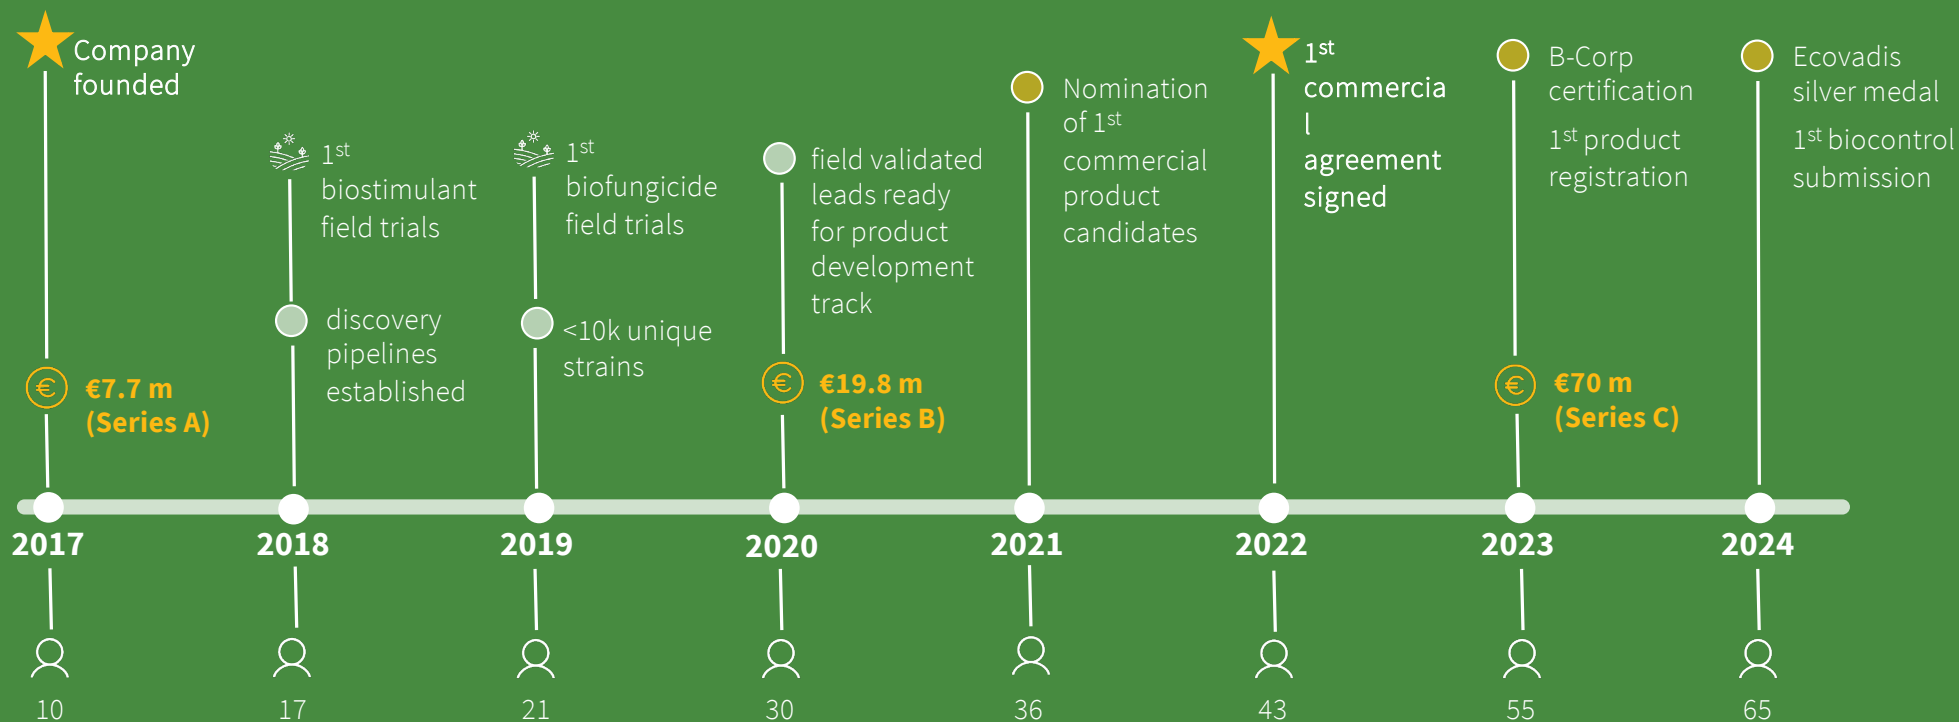 Company
founded
€ €7.7 m
(Series A)
1st
biostimulant
field trials
discovery
pipelines
established
1st
biofungicide
field trials
<10k unique
strains
field validated
leads ready
for product
development
track
€ €19.8 m
(Series B)
Nomination
of 1st
commercial
product
candidates
1st
commercia
l
agreement
signed
B-Corp
certification
1st product
registration
€ €70 m
(Series C)
Ecovadis
silver medal
1st biocontrol
submission
2017 2018 2019 2020 2021 2022 2023 2024
10 17 21 30 36 43 55 65